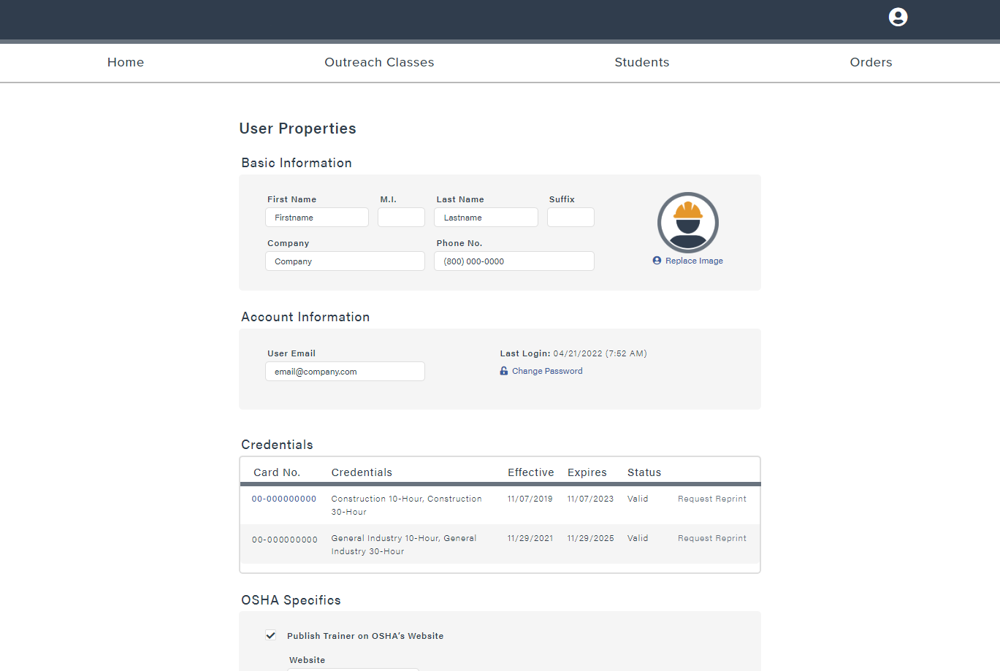 Home Outreach Classes Students Orders
User Properties
Basic Information
First Name M.I. Last Name Suffix
Firstname Lastname
Company Phone No.
Company (800) 000-0000
Replace Image
Account Information
User Email Last Login: 04/21/2022 (7:52 AM)
email@company.com Change Password
Credentials
Card No. Credentials Effective Expires Status
00-000000000 Construction 10-Hour, Construction 11/07/2019 11/07/2023 Valid Request Reprint
30-Hour
00-000000000 General Industry 10-Hour, General 11/29/2021 11/29/2025 Valid Request Reprint
Industry 30-Hour
OSHA Specifics
Publish Trainer on OSHA’s Website
Website